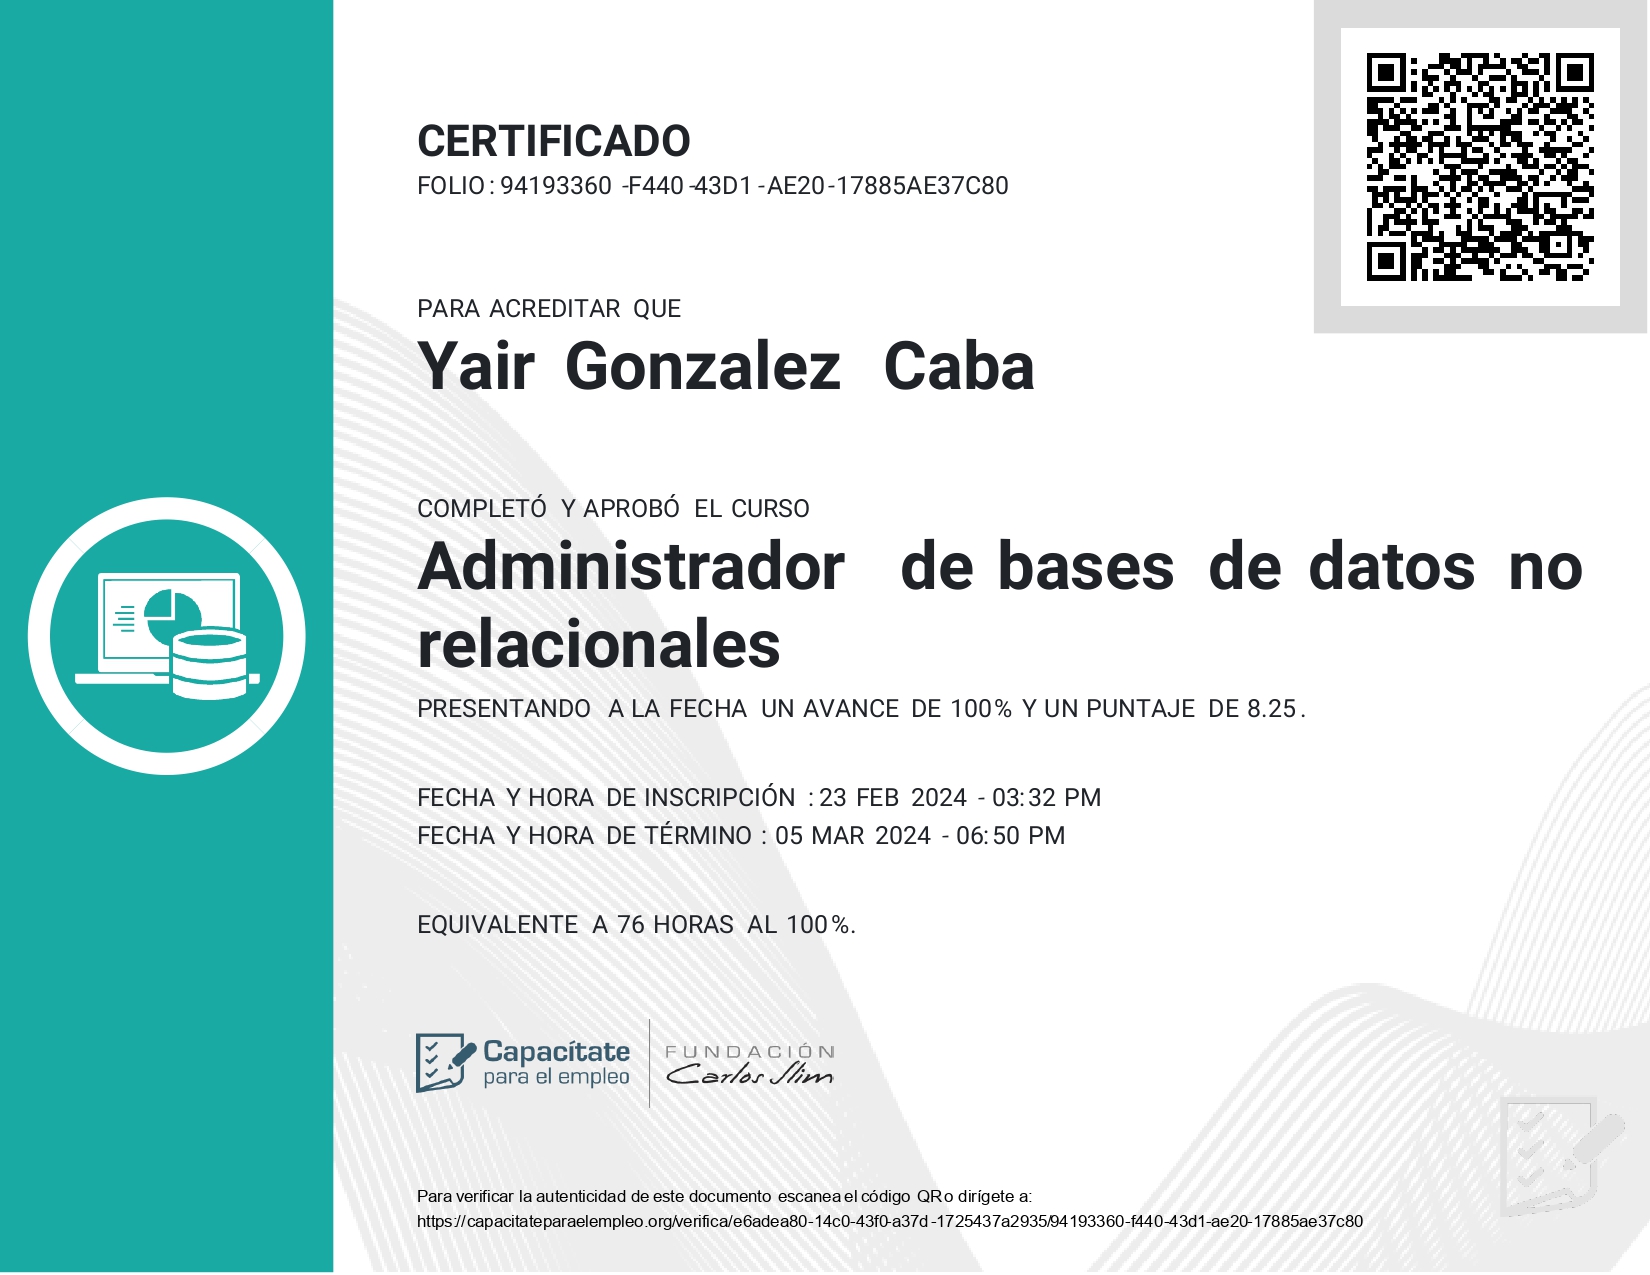 CERTIFICADO
FOLIO: 94193360-F440-43D1-AE20-17885AE37C80
PARA ACREDITAR QUE
Yair Gonzalez Caba
COMPLETÓ Y APROBÓ EL CURSO
Administrador de bases de datos no
relacionales
PRESENTANDO A LA FECHA UN AVANCE DE 100% Y UN PUNTAJE DE 8.25.
FECHA Y HORA DE INSCRIPCIÓN : 23 FEB 2024 - 03:32 PM
FECHA Y HORA DE TÉRMINO : 05 MAR 2024 - 06:50 PM
EQUIVALENTE A 76 HORAS AL 100%.
Capacítate
para el empleo
FUNDACIÓN
Carlos Slim
Para verificar la autenticidad de este documento escanea el código QR o dirígete a:
https://capacitateparaelempleo.org/verifica/e6adea80-14c0-43f0-a37d-1725437a2935/94193360-f440-43d1-ae20-17885ae37c80